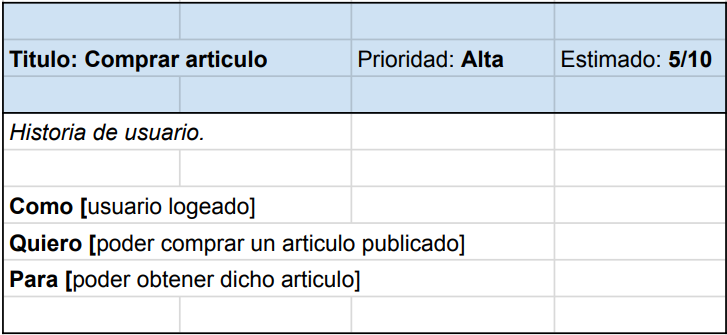 Titulo: Comprar articulo Prioridad: Alta Estimado: 5/10
Historia de usuario.
Como [usuario logeado]
Quiero [poder comprar un articulo publicado]
Para [poder obtener dicho articulo]